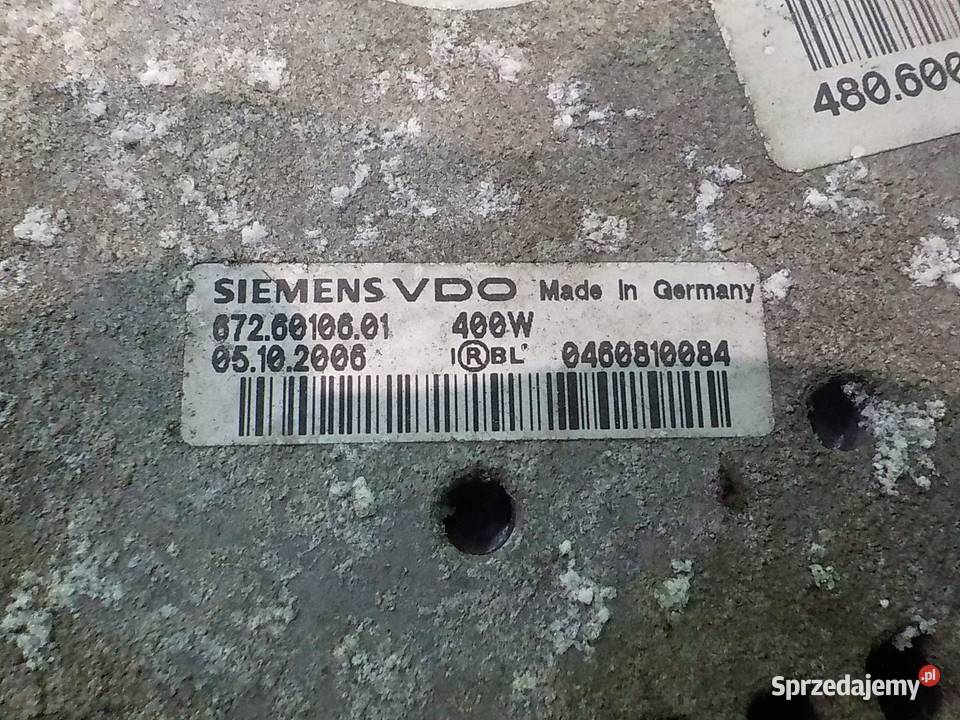 480.600
SIEMENS VDO Made In Germany
672.60106.01 400W
05.10.2006 I®BL 0460810084
Sprzedajemy.pl